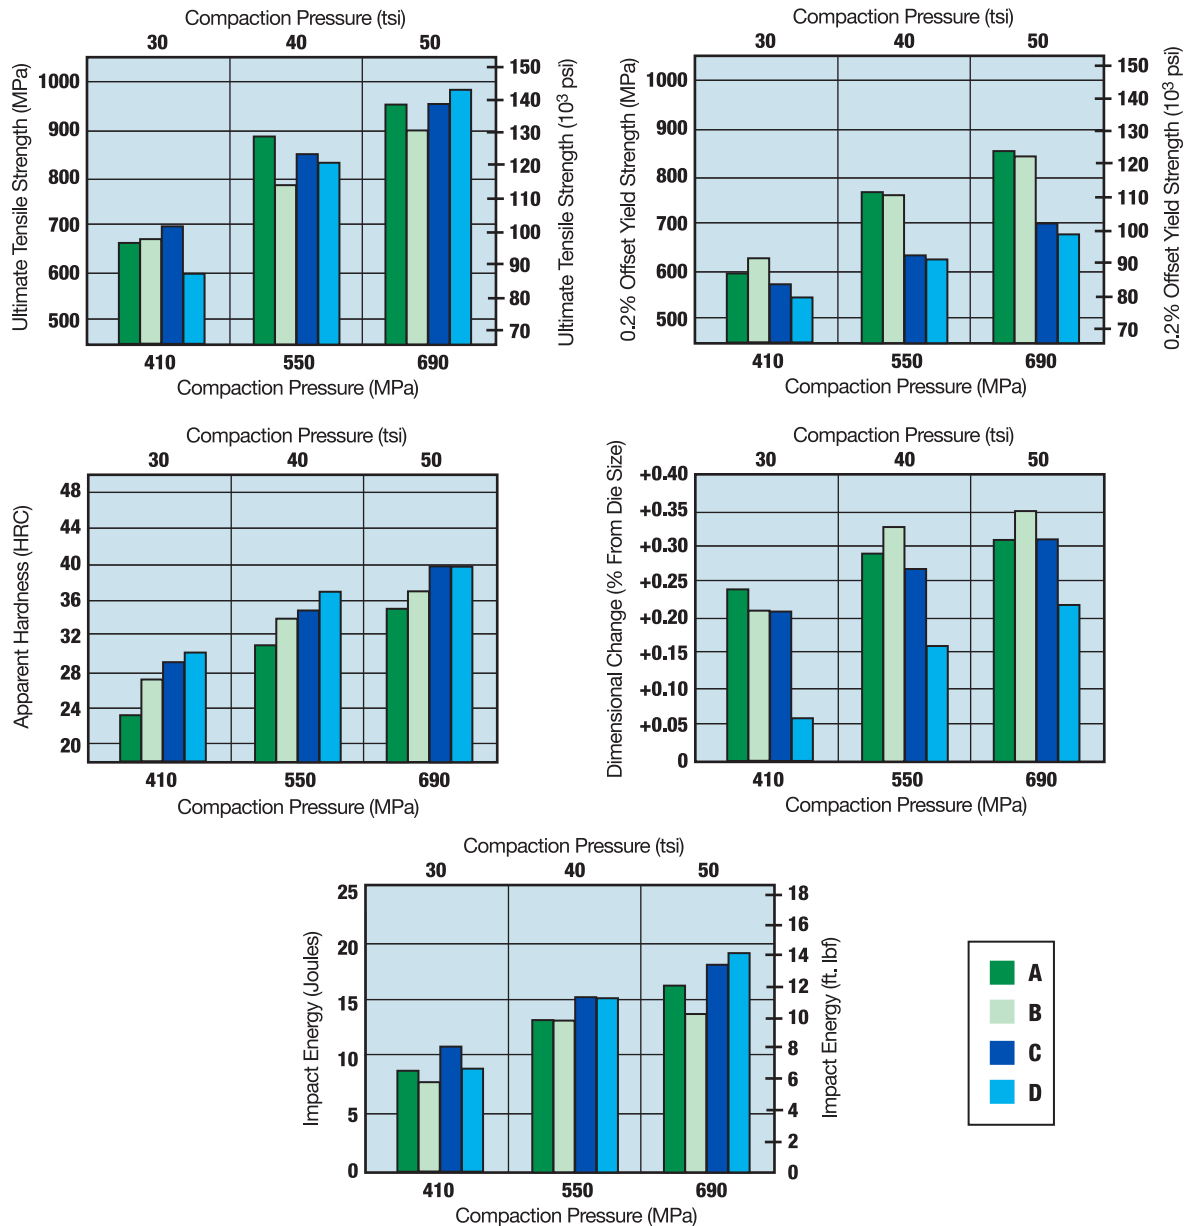 Compaction Pressure (tsi)
30 40 50
Ultimate Tensile Strength (MPa)
1000
900
800
700
600
500
150
140
130
120
110
100
90
80
70
Ultimate Tensile Strength (10³ psi)
410 550 690
Compaction Pressure (MPa)
Compaction Pressure (tsi)
30 40 50
0.2% Offset Yield Strength (MPa)
1000
900
800
700
600
500
150
140
130
120
110
100
90
80
70
0.2% Offset Yield Strength (10³ psi)
410 550 690
Compaction Pressure (MPa)
Compaction Pressure (tsi)
30 40 50
Apparent Hardness (HRC)
48
44
40
36
32
28
24
20
410 550 690
Compaction Pressure (MPa)
Compaction Pressure (tsi)
30 40 50
Dimensional Change (% From Die Size)
+0.40
+0.35
+0.30
+0.25
+0.20
+0.15
+0.10
+0.05
0
410 550 690
Compaction Pressure (MPa)
Compaction Pressure (tsi)
30 40 50
Impact Energy (Joules)
25
20
15
10
5
0
18
16
14
12
10
8
6
4
2
0
Impact Energy (ft. lbf)
410 550 690
Compaction Pressure (MPa)
A
B
C
D